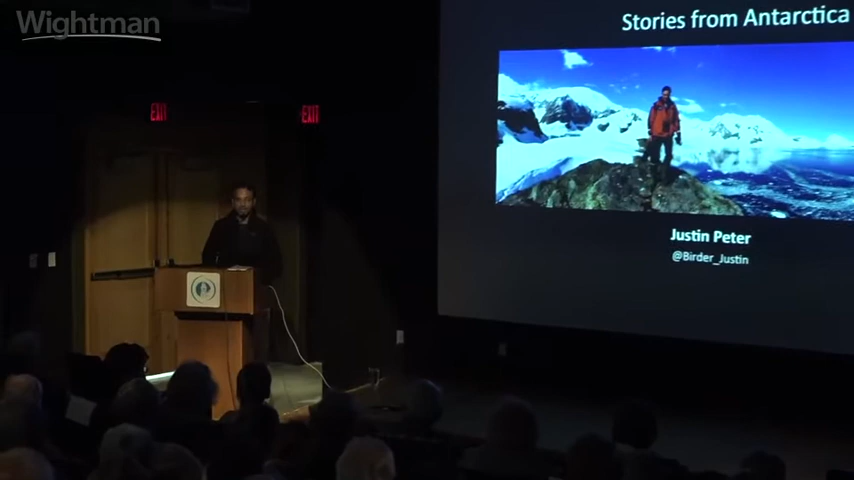 Wightman
Stories from Antarctica
EXIT
EXIT
Justin Peter
@Birder_Justin